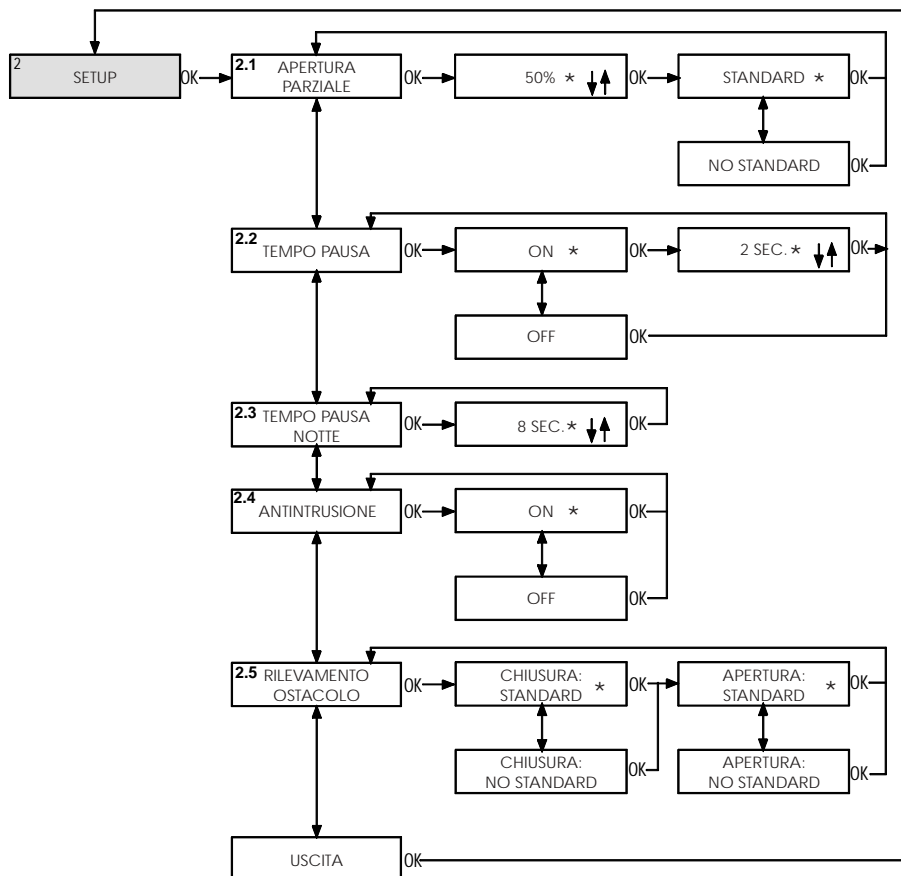 2
SETUP
OK
2.1 APERTURA
PARZIALE
OK
50% *
OK
STANDARD *
OK
NO STANDARD
OK
2.2
TEMPO PAUSA
OK
ON *
OK
2 SEC. *
OK
OFF
OK
2.3 TEMPO PAUSA
NOTTE
OK
8 SEC. *
OK
2.4
ANTINTRUSIONE
OK
ON *
OK
OFF
OK
2.5 RILEVAMENTO
OSTACOLO
OK
CHIUSURA:
STANDARD *
OK
APERTURA:
STANDARD *
OK
CHIUSURA:
NO STANDARD
OK
APERTURA:
NO STANDARD
OK
USCITA
OK